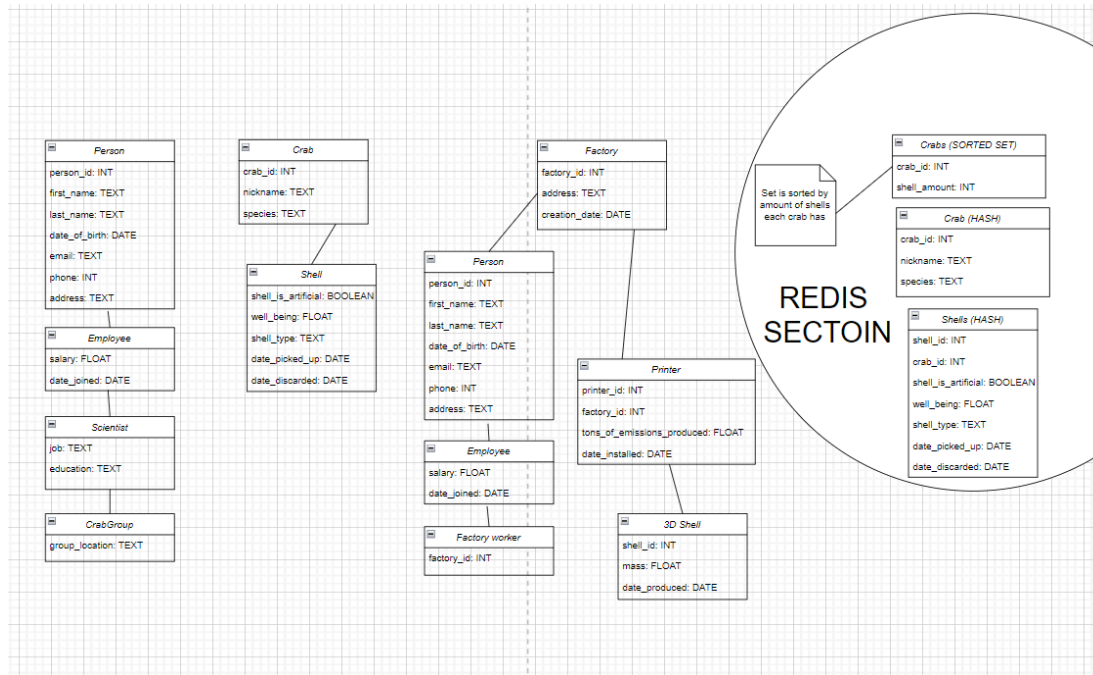 Person
person_id: INT
first_name: TEXT
last_name: TEXT
date_of_birth: DATE
email: TEXT
phone: INT
address: TEXT
Employee
salary: FLOAT
date_joined: DATE
Scientist
job: TEXT
education: TEXT
CrabGroup
group_location: TEXT
Crab
crab_id: INT
nickname: TEXT
species: TEXT
Shell
shell_is_artificial: BOOLEAN
well_being: FLOAT
shell_type: TEXT
date_picked_up: DATE
date_discarded: DATE
Factory
factory_id: INT
address: TEXT
creation_date: DATE
Person
person_id: INT
first_name: TEXT
last_name: TEXT
date_of_birth: DATE
email: TEXT
phone: INT
address: TEXT
Employee
salary: FLOAT
date_joined: DATE
Factory worker
factory_id: INT
Printer
printer_id: INT
factory_id: INT
tons_of_emissions_produced: FLOAT
date_installed: DATE
3D Shell
shell_id: INT
mass: FLOAT
date_produced: DATE
Set is sorted by
amount of shells
each crab has
REDIS
SECTOIN
Crabs (SORTED SET)
crab_id: INT
shell_amount: INT
Crab (HASH)
crab_id: INT
nickname: TEXT
species: TEXT
Shells (HASH)
shell_id: INT
crab_id: INT
shell_is_artificial: BOOLEAN
well_being: FLOAT
shell_type: TEXT
date_picked_up: DATE
date_discarded: DATE